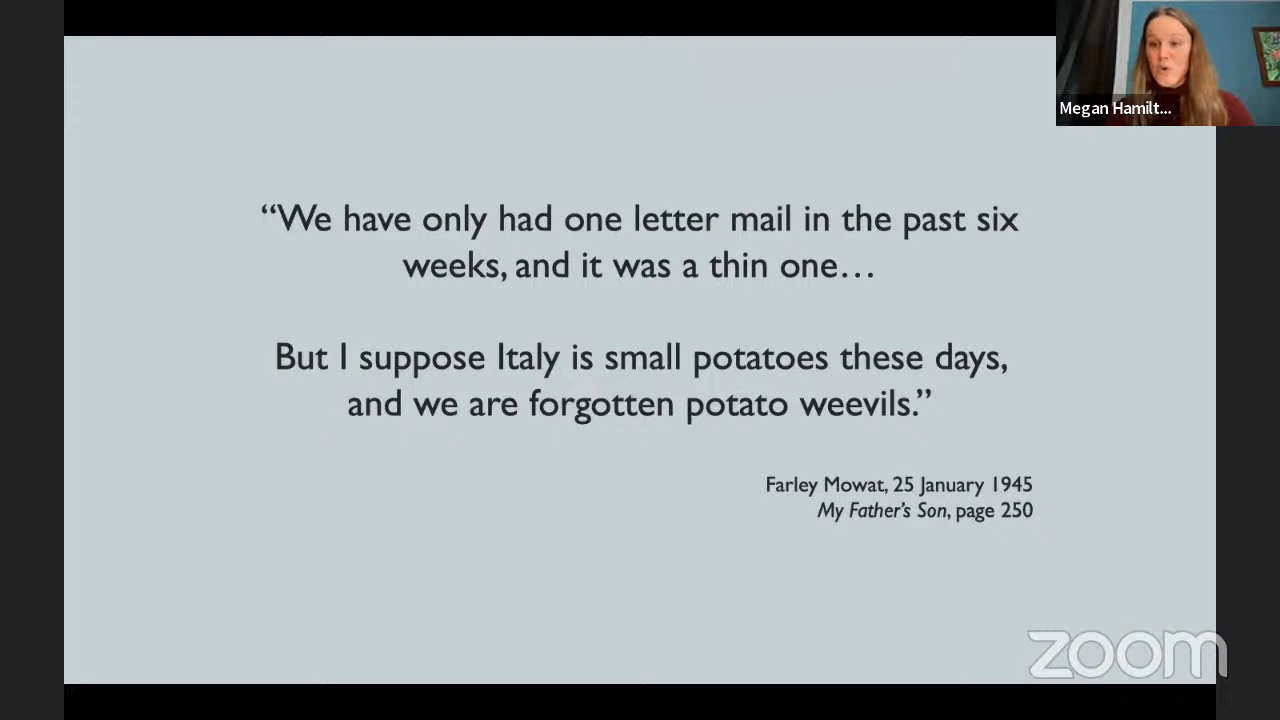 Megan Hamilt...
“We have only had one letter mail in the past six
weeks, and it was a thin one…
But I suppose Italy is small potatoes these days,
and we are forgotten potato weevils.”
Farley Mowat, 25 January 1945
My Father’s Son, page 250
zoom